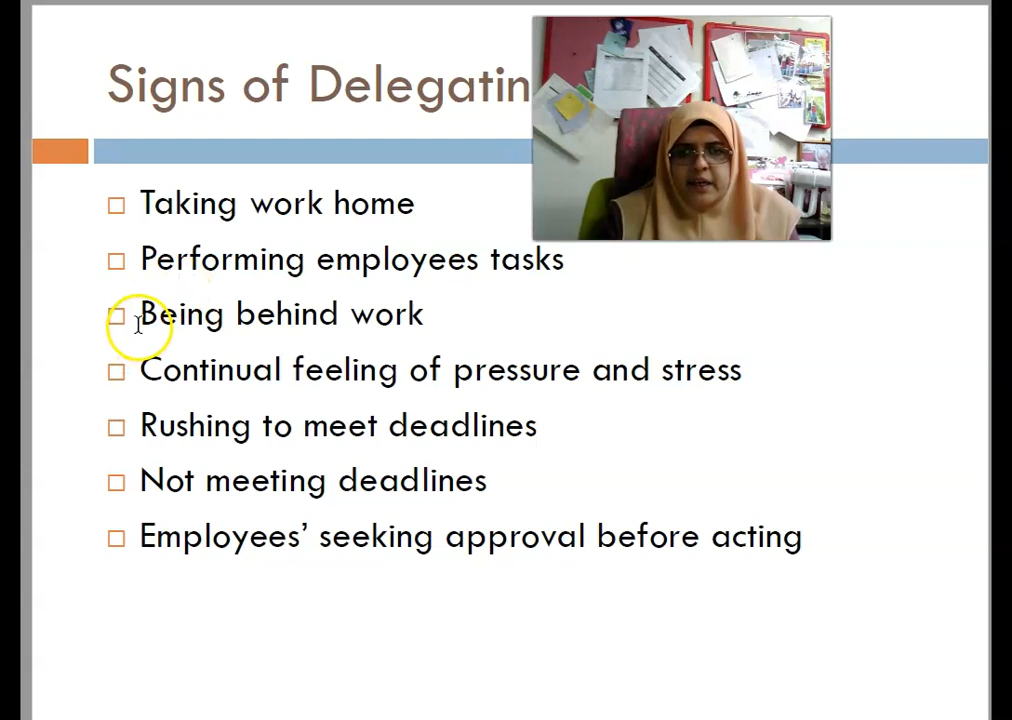 Signs of Delegatin
Taking work home
Performing employees tasks
Being behind work
Continual feeling of pressure and stress
Rushing to meet deadlines
Not meeting deadlines
Employees’ seeking approval before acting